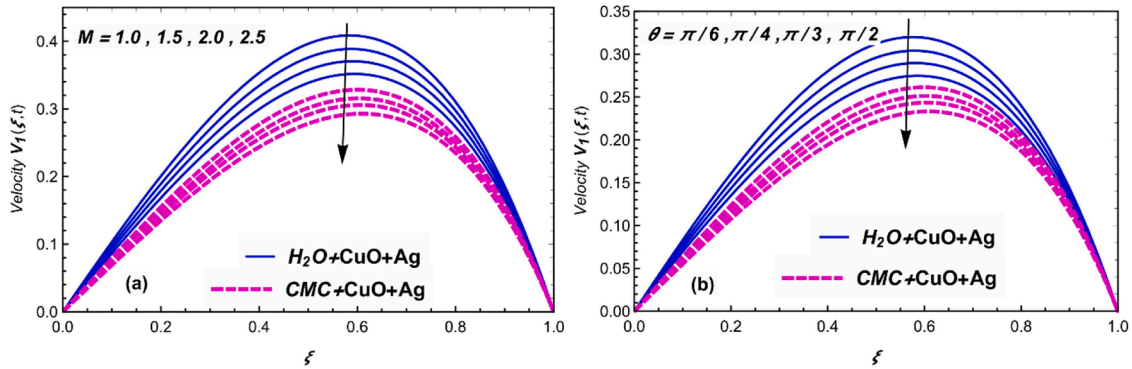 M = 1.0 , 1.5 , 2.0 , 2.5
Velocity V₁(ξ,t)
0.4
0.3
0.2
0.1
0.0
H₂O+CuO+Ag
CMC+CuO+Ag
(a)
0.0 0.2 0.4 0.6 0.8 1.0
ξ
θ = π/6 , π/4 , π/3 , π/2
Velocity V₁(ξ,t)
0.35
0.30
0.25
0.20
0.15
0.10
0.05
0.00
H₂O+CuO+Ag
CMC+CuO+Ag
(b)
0.0 0.2 0.4 0.6 0.8 1.0
ξ